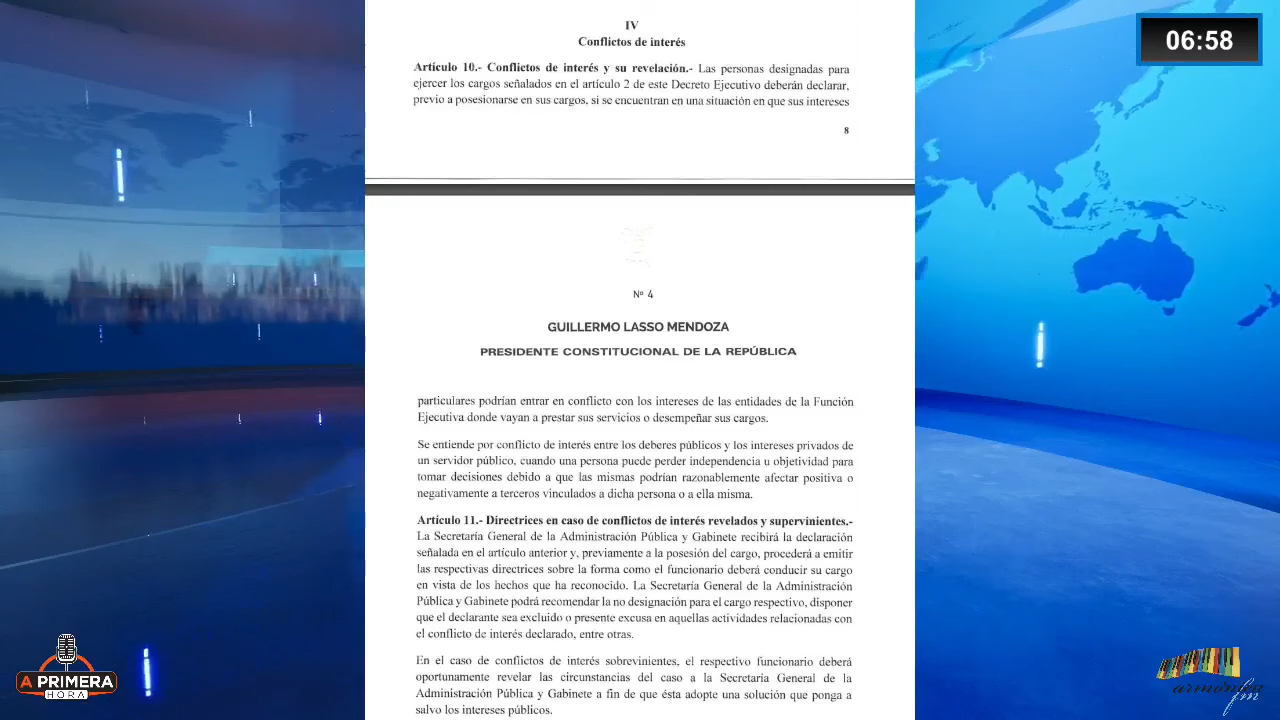 IV
Conflictos de interés
Artículo 10.- Conflictos de interés y su revelación.- Las personas designadas para
ejercer los cargos señalados en el artículo 2 de este Decreto Ejecutivo deberán declarar,
previo a posesionarse en sus cargos, si se encuentran en una situación en que sus intereses
8
Nº 4
GUILLERMO LASSO MENDOZA
PRESIDENTE CONSTITUCIONAL DE LA REPÚBLICA
particulares podrían entrar en conflicto con los intereses de las entidades de la Función
Ejecutiva donde vayan a prestar sus servicios o desempeñar sus cargos.
Se entiende por conflicto de interés entre los deberes públicos y los intereses privados de
un servidor público, cuando una persona puede perder independencia u objetividad para
tomar decisiones debido a que las mismas podrían razonablemente afectar positiva o
negativamente a terceros vinculados a dicha persona o a ella misma.
Artículo 11.- Directrices en caso de conflictos de interés revelados y supervinientes.-
La Secretaría General de la Administración Pública y Gabinete recibirá la declaración
señalada en el artículo anterior y, previamente a la posesión del cargo, procederá a emitir
las respectivas directrices sobre la forma como el funcionario deberá conducir su cargo
en vista de los hechos que ha reconocido. La Secretaría General de la Administración
Pública y Gabinete podrá recomendar la no designación para el cargo respectivo, disponer
que el declarante sea excluido o presente excusa en aquellas actividades relacionadas con
el conflicto de interés declarado, entre otras.
En el caso de conflictos de interés sobrevinientes, el respectivo funcionario deberá
oportunamente revelar las circunstancias del caso a la Secretaría General de la
Administración Pública y Gabinete a fin de que ésta adopte una solución que ponga a
salvo los intereses públicos.
06:58
A PRIMERA
HORA
armónica
fm